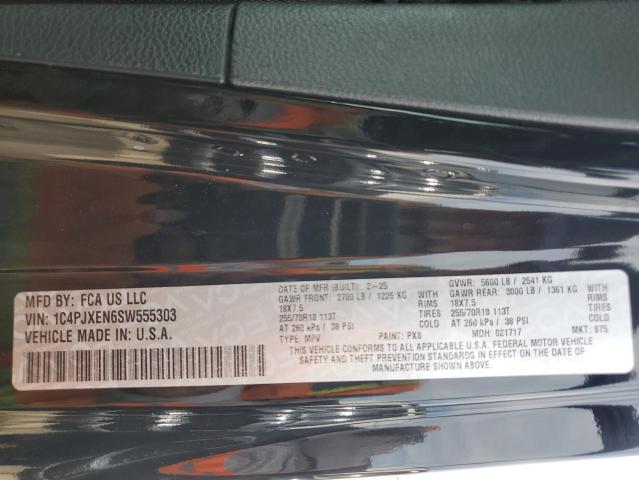 MFD BY: FCA US LLC
VIN: 1C4PJXEN6SW555303
VEHICLE MADE IN U.S.A.
DATE OF MFR (BUILT): 2-25
GAWR FRONT: 2700 LB / 1225 KG
18X7.5
255/70R18 113T
AT 260 kPa / 38 PSI
TYPE: MPV PAINT: PX8
GVWR: 5600 LB / 2541 KG
GAWR REAR: 3000 LB / 1361 KG
18X7.5 TIRES
255/70R18 113T RIMS
AT 260 kPa / 38 PSI COLD
MDH: 021717 MKT: 875
TIRES
RIMS
COLD
THIS VEHICLE CONFORMS TO ALL APPLICABLE U.S.A. FEDERAL MOTOR VEHICLE
SAFETY AND THEFT PREVENTION STANDARDS IN EFFECT ON THE DATE OF
MANUFACTURE SHOWN ABOVE.